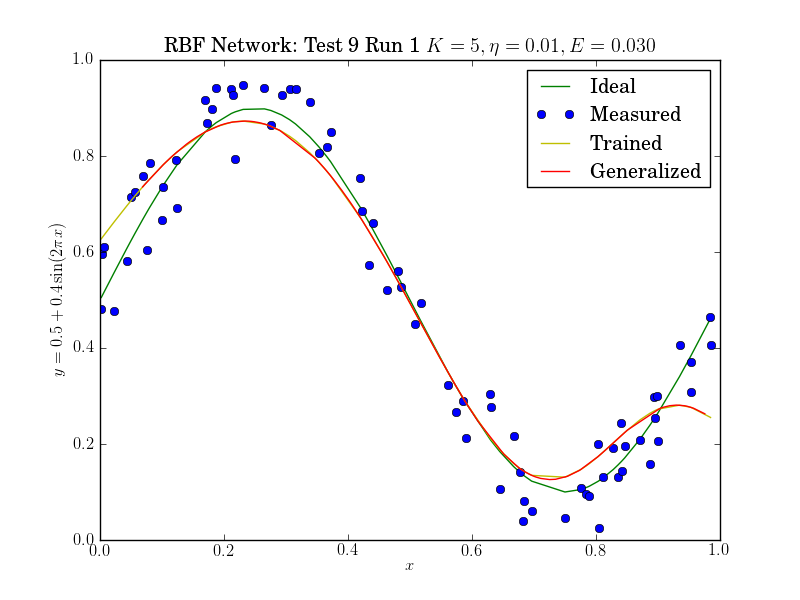 RBF Network: Test 9 Run 1 K = 5, η = 0.01, E = 0.030
Ideal
Measured
Trained
Generalized
y = 0.5 + 0.4 sin(2πx)
1.0
0.8
0.6
0.4
0.2
0.0
0.0 0.2 0.4 0.6 0.8 1.0
x